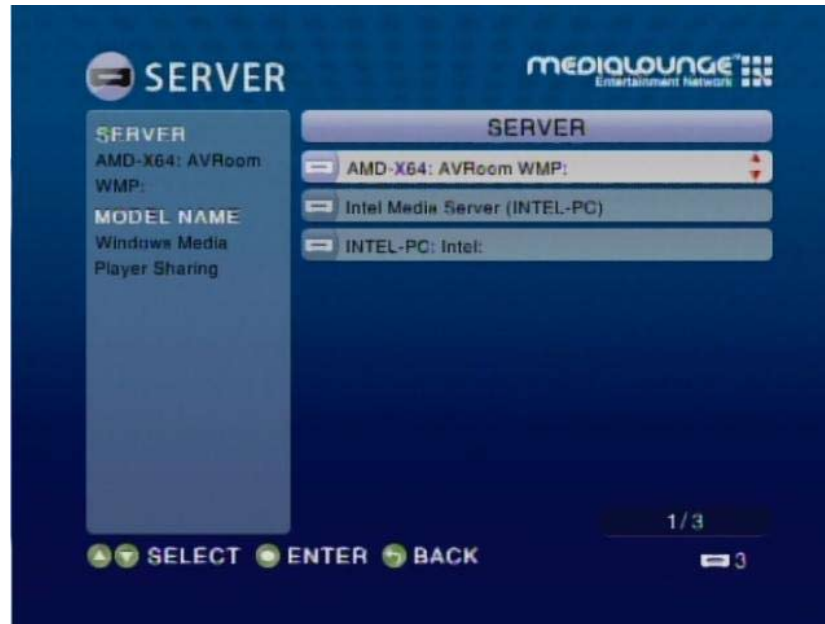 SERVER
MEDIALOUNGE™
Entertainment Network
SERVER
AMD-X64: AVRoom
WMP:
MODEL NAME
Windows Media
Player Sharing
SERVER
AMD-X64: AVRoom WMP:
Intel Media Server (INTEL-PC)
INTEL-PC: Intel:
1/3
SELECT ENTER BACK
3